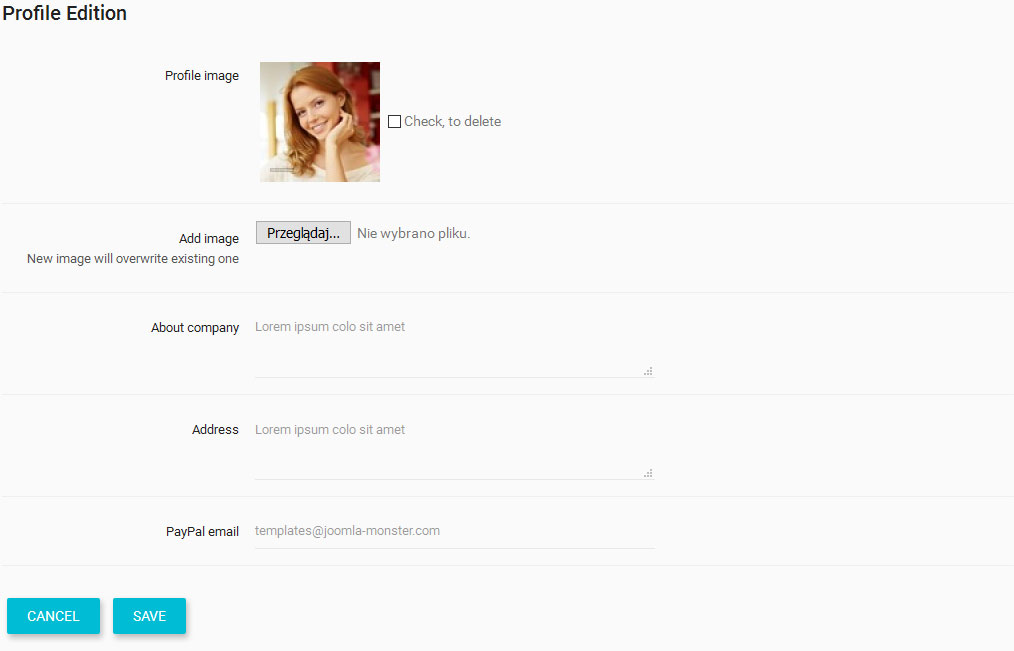 Profile Edition
Profile image
Check, to delete
Add image
Przeglądaj... Nie wybrano pliku.
New image will overwrite existing one
About company
Lorem ipsum colo sit amet
Address
Lorem ipsum colo sit amet
PayPal email
templates@joomla-monster.com
CANCEL
SAVE